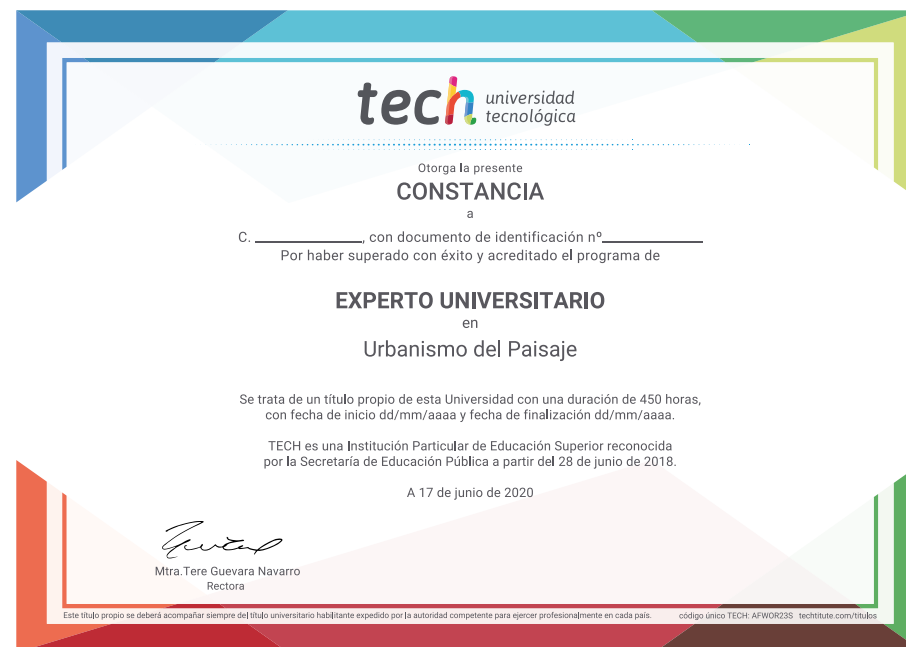 tech universidad
tecnológica
Otorga la presente
CONSTANCIA
a
C. ____________, con documento de identificación nº____________
Por haber superado con éxito y acreditado el programa de
EXPERTO UNIVERSITARIO
en
Urbanismo del Paisaje
Se trata de un título propio de esta Universidad con una duración de 450 horas,
con fecha de inicio dd/mm/aaaa y fecha de finalización dd/mm/aaaa.
TECH es una Institución Particular de Educación Superior reconocida
por la Secretaría de Educación Pública a partir del 28 de junio de 2018.
A 17 de junio de 2020
Mtra.Tere Guevara Navarro
Rectora
Este título propio se deberá acompañar siempre del título universitario habilitante expedido por la autoridad competente para ejercer profesionalmente en cada país. código único TECH: AFWOR23S techtitute.com/titulos